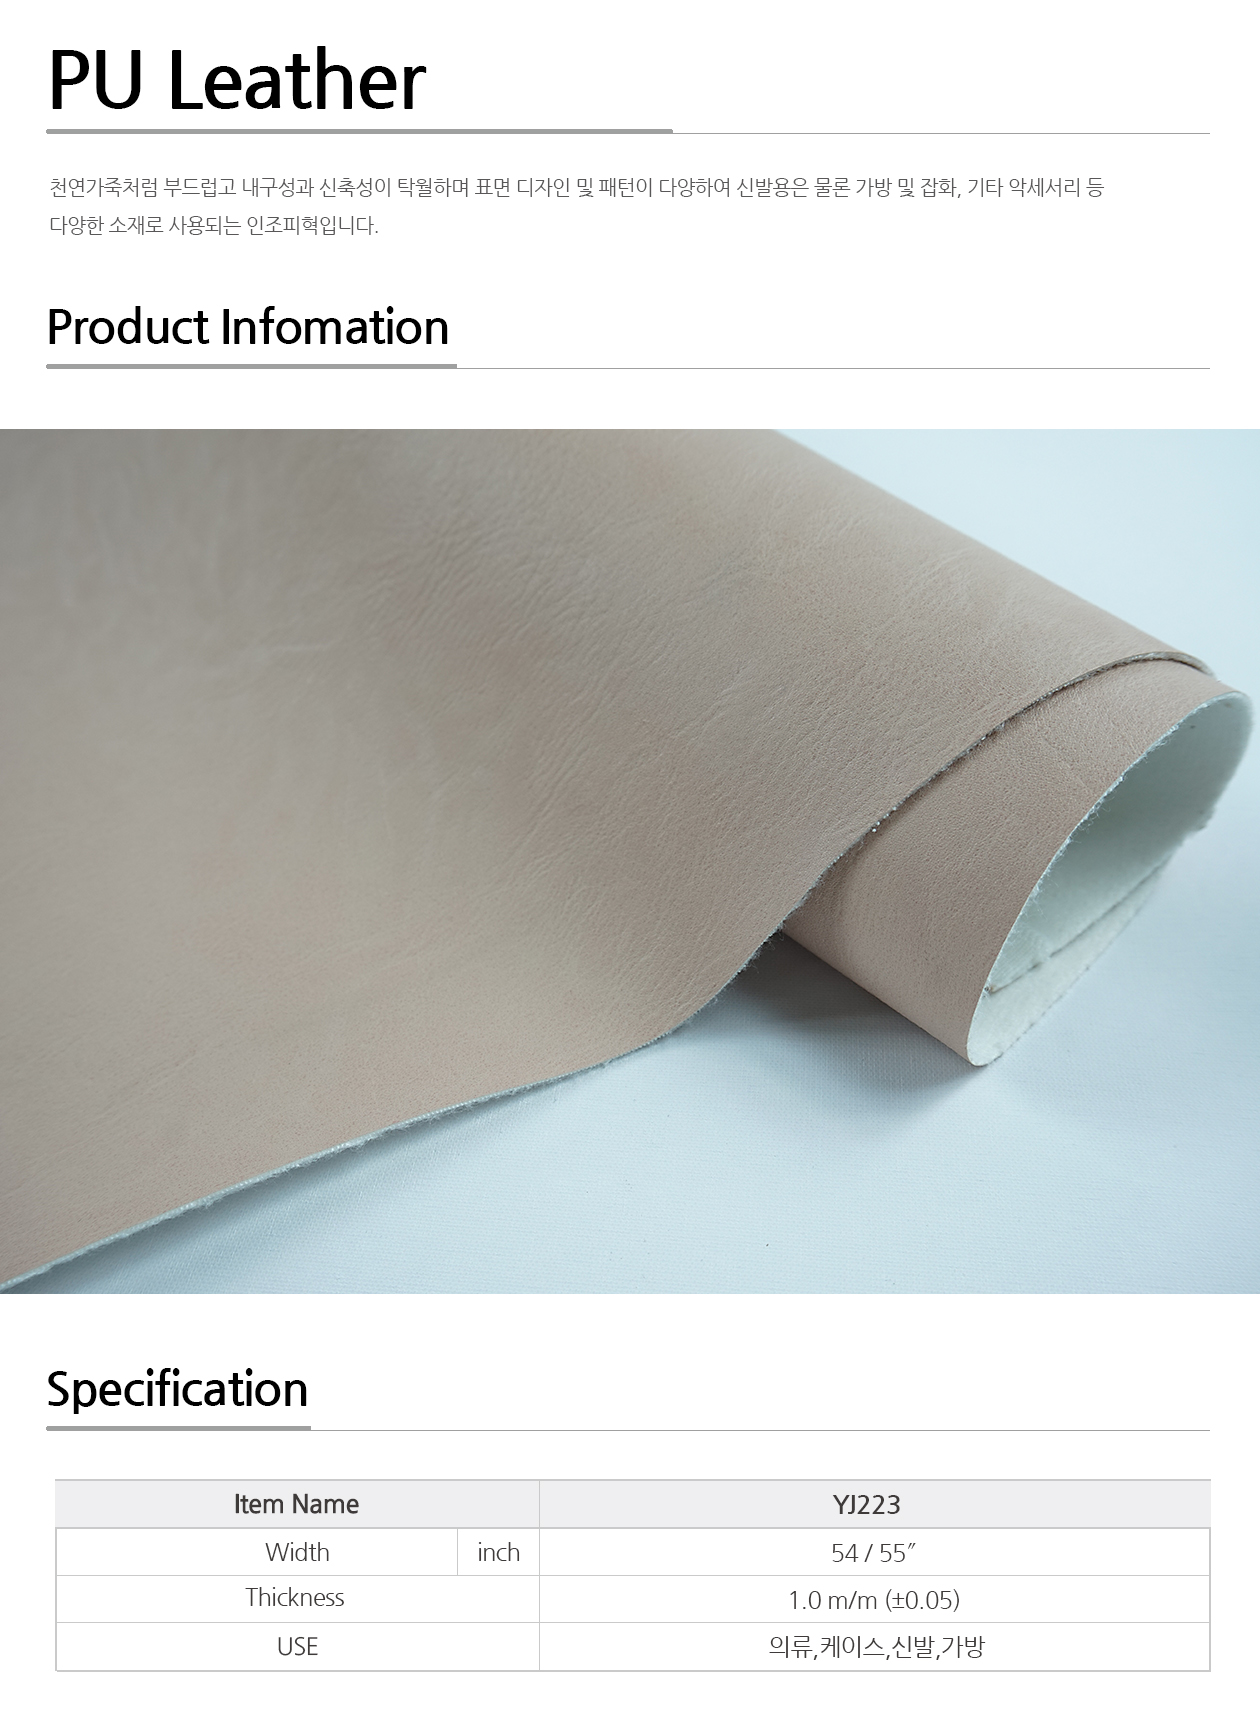 PU Leather
천연가죽처럼 부드럽고 내구성과 신축성이 탁월하며 표면 디자인 및 패턴이 다양하여 신발용은 물론 가방 및 잡화, 기타 악세서리 등
다양한 소재로 사용되는 인조피혁입니다.
Product Infomation
Specification
Item Name YJ223
Width inch 54 / 55″
Thickness 1.0 m/m (±0.05)
USE 의류,케이스,신발,가방